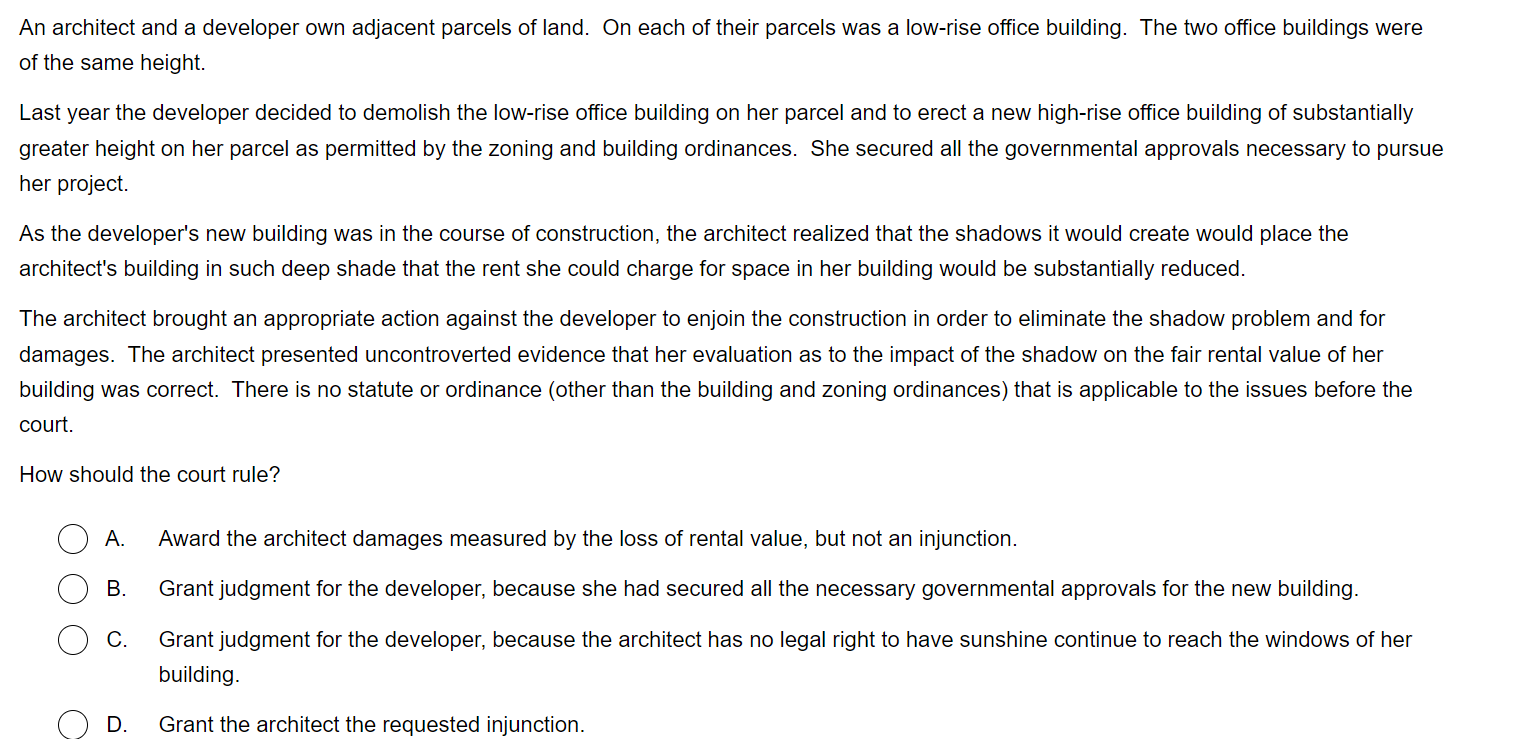 An architect and a developer own adjacent parcels of land.  On each of their parcels was a low-rise office building.  The two office buildings were
of the same height.
Last year the developer decided to demolish the low-rise office building on her parcel and to erect a new high-rise office building of substantially
greater height on her parcel as permitted by the zoning and building ordinances.  She secured all the governmental approvals necessary to pursue
her project.
As the developer's new building was in the course of construction, the architect realized that the shadows it would create would place the
architect's building in such deep shade that the rent she could charge for space in her building would be substantially reduced.
The architect brought an appropriate action against the developer to enjoin the construction in order to eliminate the shadow problem and for
damages.  The architect presented uncontroverted evidence that her evaluation as to the impact of the shadow on the fair rental value of her
building was correct.  There is no statute or ordinance (other than the building and zoning ordinances) that is applicable to the issues before the
court.
How should the court rule?
A. Award the architect damages measured by the loss of rental value, but not an injunction.
B. Grant judgment for the developer, because she had secured all the necessary governmental approvals for the new building.
C. Grant judgment for the developer, because the architect has no legal right to have sunshine continue to reach the windows of her
building.
D. Grant the architect the requested injunction.